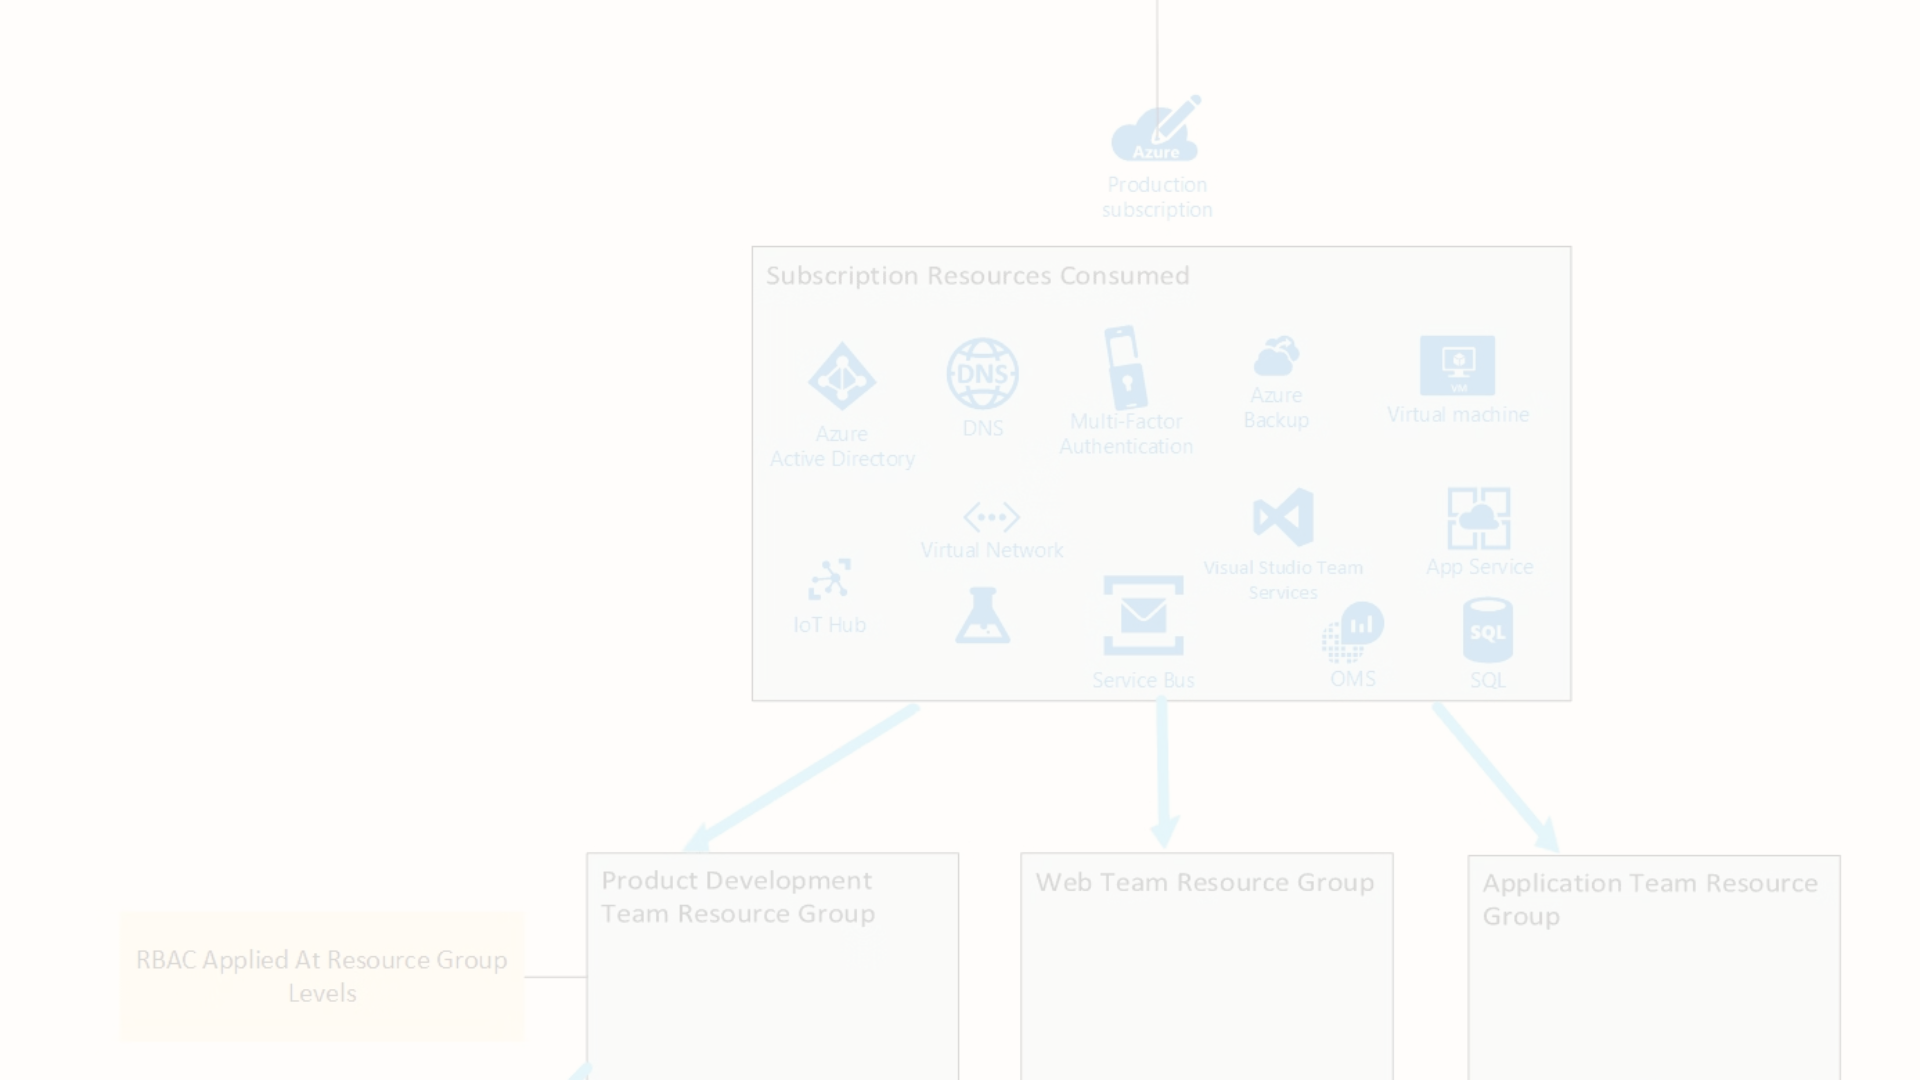 Azure
Production
subscription
Subscription Resources Consumed
Azure
Active Directory
DNS
DNS
Multi-Factor
Authentication
Azure
Backup
VM
Virtual machine
IoT Hub
Virtual Network
Service Bus
Visual Studio Team
Services
OMS
App Service
SQL
SQL
Product Development
Team Resource Group
Web Team Resource Group
Application Team Resource
Group
RBAC Applied At Resource Group
Levels